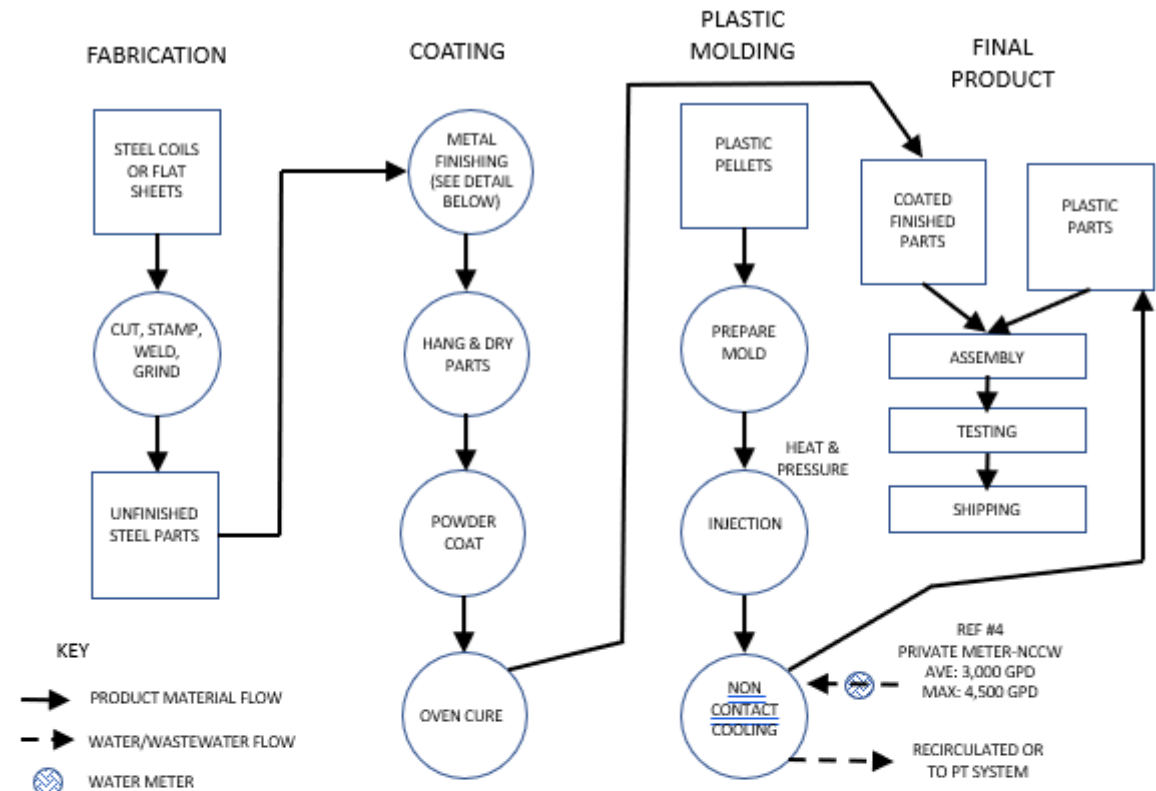 FABRICATION
STEEL COILS
OR FLAT
SHEETS
CUT, STAMP,
WELD,
GRIND
UNFINISHED
STEEL PARTS
COATING
METAL
FINISHING
(SEE DETAIL
BELOW)
HANG & DRY
PARTS
POWDER
COAT
OVEN CURE
PLASTIC
MOLDING
PLASTIC
PELLETS
PREPARE
MOLD
HEAT &
PRESSURE
INJECTION
NON
CONTACT
COOLING
FINAL
PRODUCT
COATED
FINISHED
PARTS
PLASTIC
PARTS
ASSEMBLY
TESTING
SHIPPING
REF #4
PRIVATE METER-NCCW
AVE: 3,000 GPD
MAX: 4,500 GPD
RECIRCULATED OR
TO PT SYSTEM
KEY
PRODUCT MATERIAL FLOW
WATER/WASTEWATER FLOW
WATER METER